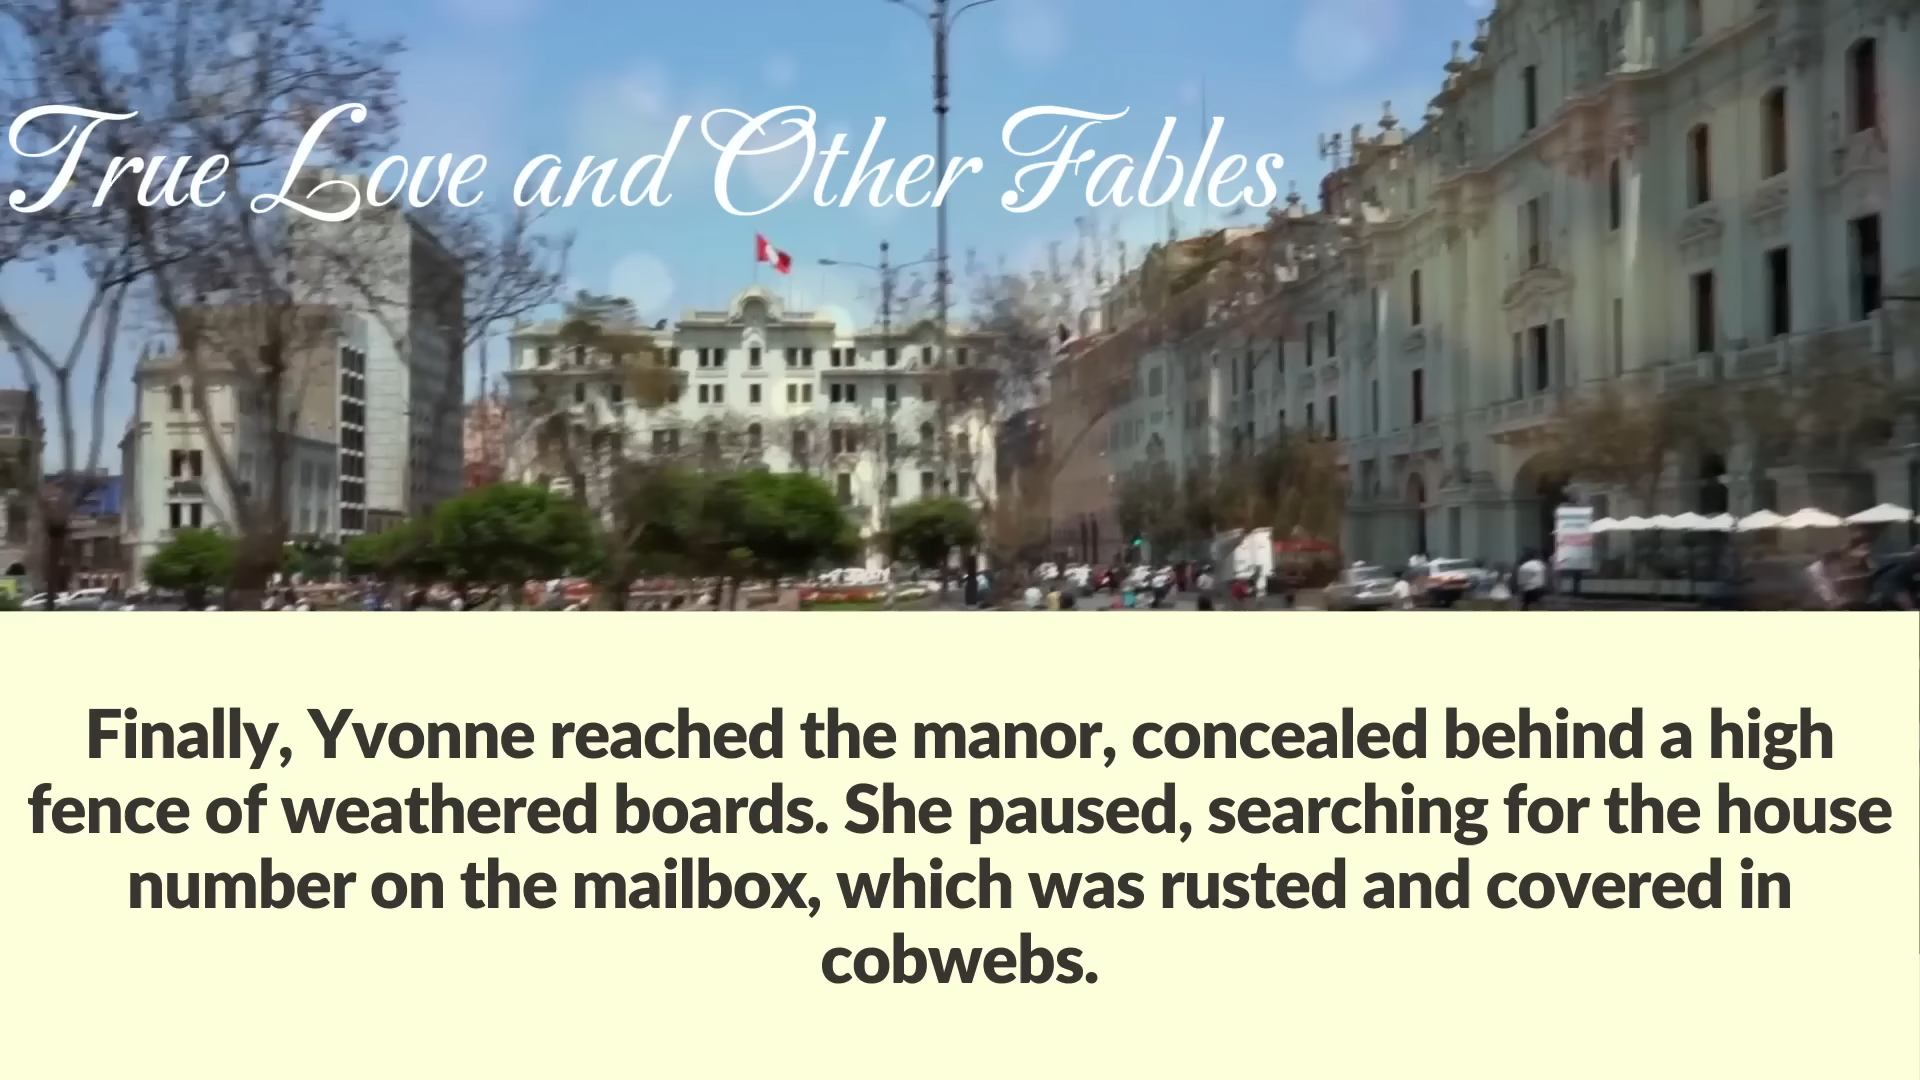 True Love and Other Fables
Finally, Yvonne reached the manor, concealed behind a high
fence of weathered boards. She paused, searching for the house
number on the mailbox, which was rusted and covered in
cobwebs.